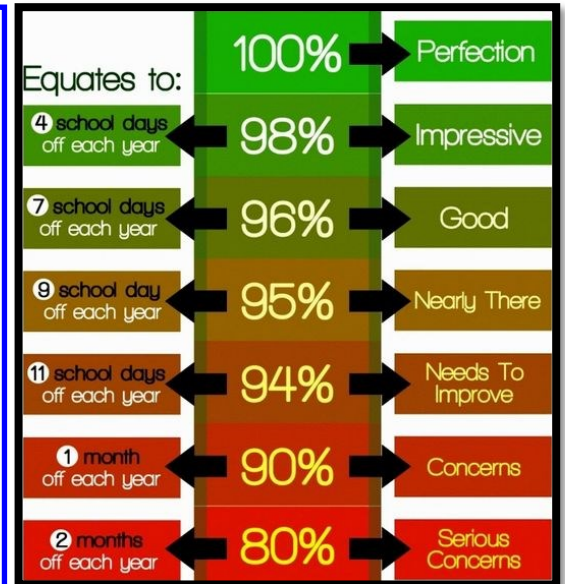 100%
Perfection
Equates to:
4 school days
off each year
98%
Impressive
7 school days
off each year
96%
Good
9 school day
off each year
95%
Nearly There
11 school days
off each year
94%
Needs To
Improve
1 month
off each year
90%
Concerns
2 months
off each year
80%
Serious
Concerns